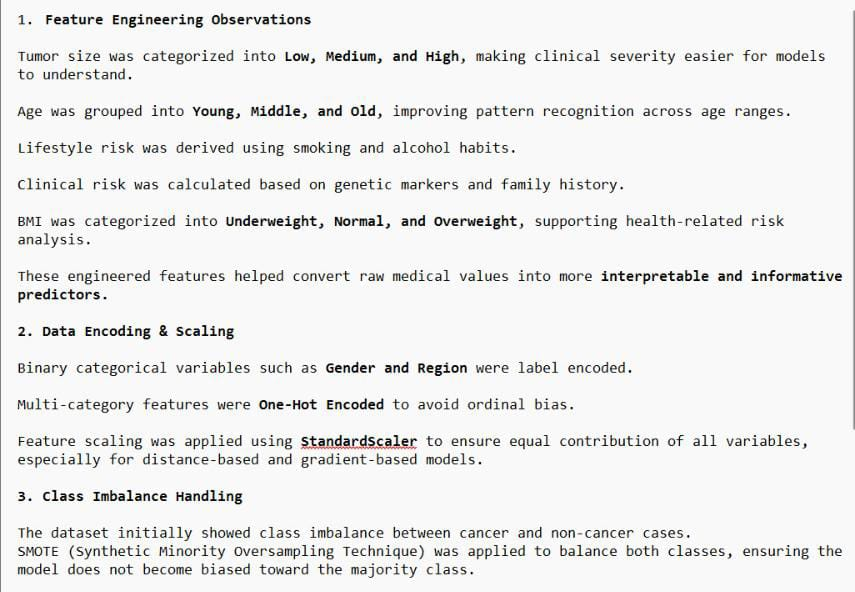 1. Feature Engineering Observations
Tumor size was categorized into Low, Medium, and High, making clinical severity easier for models
to understand.
Age was grouped into Young, Middle, and Old, improving pattern recognition across age ranges.
Lifestyle risk was derived using smoking and alcohol habits.
Clinical risk was calculated based on genetic markers and family history.
BMI was categorized into Underweight, Normal, and Overweight, supporting health-related risk
analysis.
These engineered features helped convert raw medical values into more interpretable and informative
predictors.
2. Data Encoding & Scaling
Binary categorical variables such as Gender and Region were label encoded.
Multi-category features were One-Hot Encoded to avoid ordinal bias.
Feature scaling was applied using StandardScaler to ensure equal contribution of all variables,
especially for distance-based and gradient-based models.
3. Class Imbalance Handling
The dataset initially showed class imbalance between cancer and non-cancer cases.
SMOTE (Synthetic Minority Oversampling Technique) was applied to balance both classes, ensuring the
model does not become biased toward the majority class.